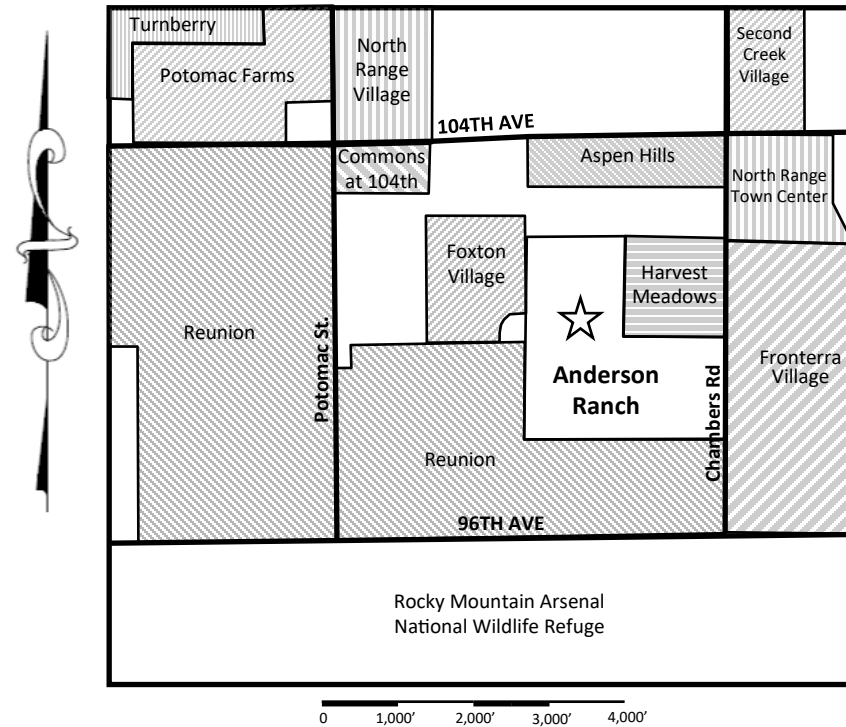 Turnberry
Potomac Farms
North
Range
Village
Second
Creek
Village
104TH AVE
Commons
at 104th
Aspen Hills
North Range
Town Center
Foxton
Village
Harvest
Meadows
Reunion
Potomac St.
Anderson
Ranch
Chambers Rd
Fronterra
Village
Reunion
96TH AVE
Rocky Mountain Arsenal
National Wildlife Refuge
0 1,000’ 2,000’ 3,000’ 4,000’